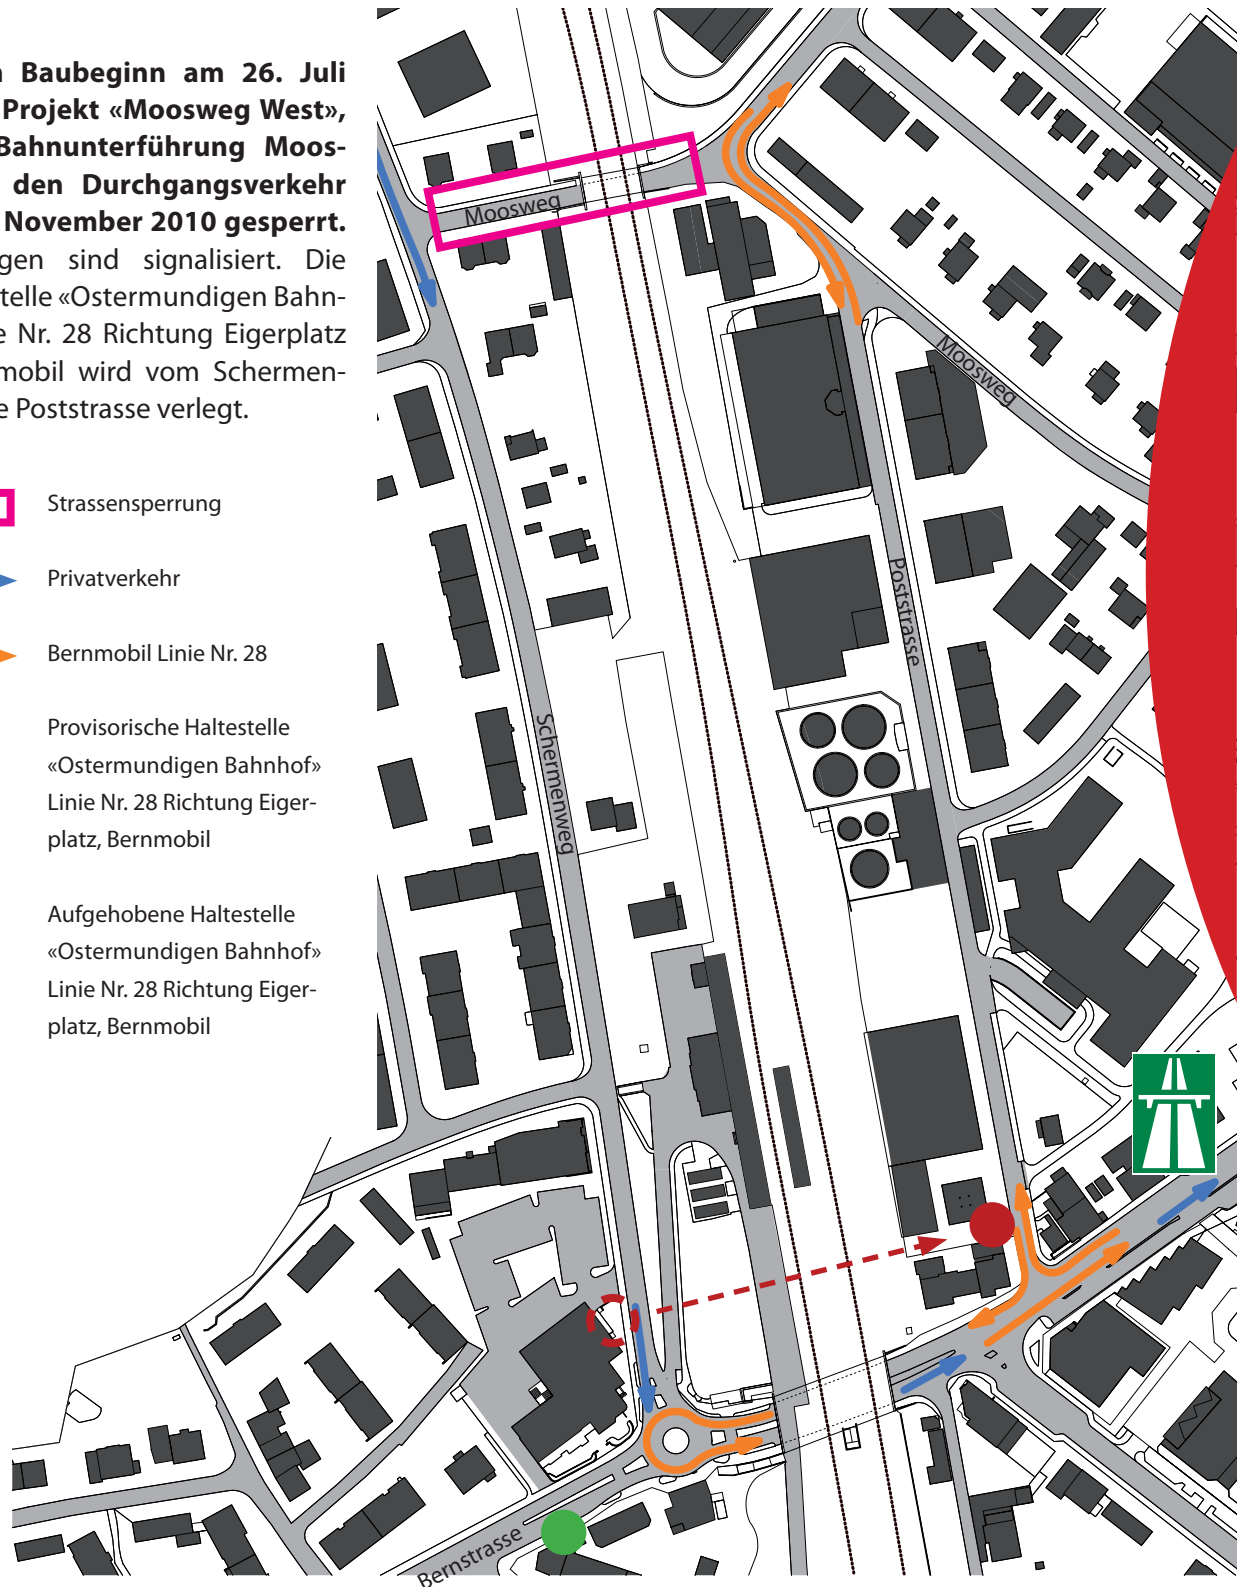 Baubeginn am 26. Juli
Projekt «Moosweg West»,
Bahnunterführung Moos-
den Durchgangsverkehr
November 2010 gesperrt.
gen sind signalisiert. Die
telle «Ostermundigen Bahn-
e Nr. 28 Richtung Eigerplatz
mobil wird vom Schermen-
e Poststrasse verlegt.
Strassensperrung
Privatverkehr
Bernmobil Linie Nr. 28
Provisorische Haltestelle
«Ostermundigen Bahnhof»
Linie Nr. 28 Richtung Eiger-
platz, Bernmobil
Aufgehobene Haltestelle
«Ostermundigen Bahnhof»
Linie Nr. 28 Richtung Eiger-
platz, Bernmobil
Moosweg
Moosweg
Poststrasse
Schermenweg
Bernstrasse